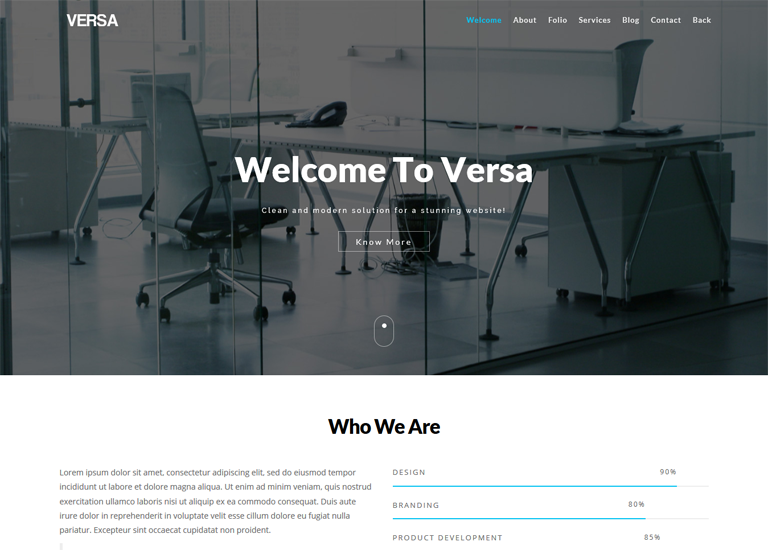 VERSA
Welcome About Folio Services Blog Contact Back
Welcome To Versa
Clean and modern solution for a stunning website!
Know More
Who We Are
Lorem ipsum dolor sit amet, consectetur adipiscing elit, sed do eiusmod tempor
incididunt ut labore et dolore magna aliqua. Ut enim ad minim veniam, quis nostrud
exercitation ullamco laboris nisi ut aliquip ex ea commodo consequat. Duis aute
irure dolor in reprehenderit in voluptate velit esse cillum dolore eu fugiat nulla
pariatur. Excepteur sint occaecat cupidatat non proident.
DESIGN 90%
BRANDING 80%
PRODUCT DEVELOPMENT 85%